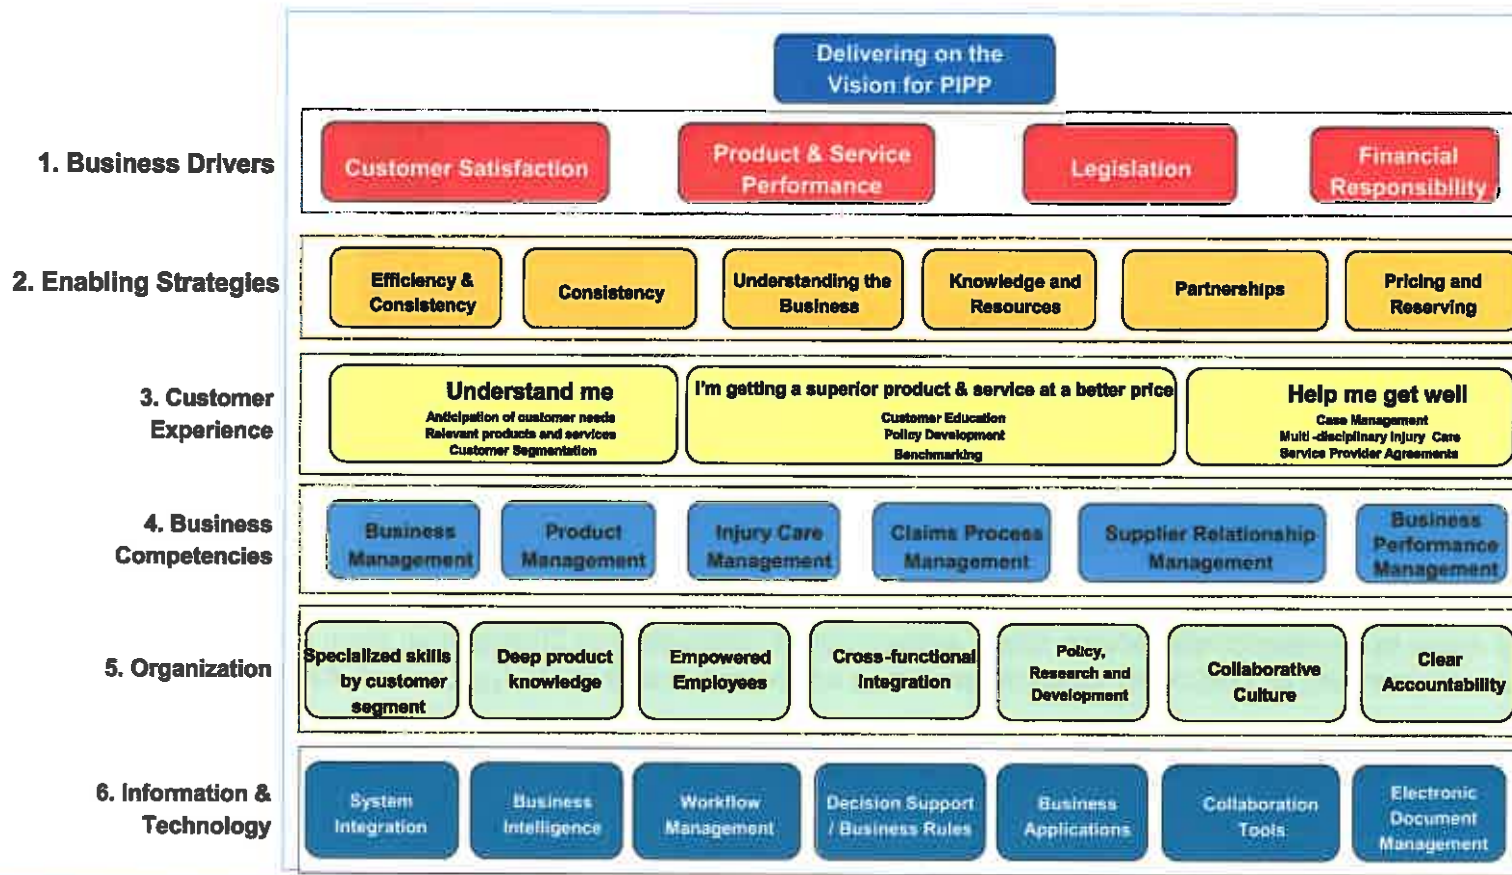 Delivering on the
Vision for PIPP
1. Business Drivers
Customer Satisfaction
Product & Service
Performance
Legislation
Financial
Responsibility
2. Enabling Strategies
Efficiency &
Consistency
Consistency
Understanding the
Business
Knowledge and
Resources
Partnerships
Pricing and
Reserving
3. Customer
Experience
Understand me
Anticipation of customer needs
Relevant products and services
Customer Segmentation
I'm getting a superior product & service at a better price
Customer Education
Policy Development
Benchmarking
Help me get well
Case Management
Multi -disciplinary Injury Care
Service Provider Agreements
4. Business
Competencies
Business
Management
Product
Management
Injury Care
Management
Claims Process
Management
Supplier Relationship
Management
Business
Performance
Management
5. Organization
Specialized skills
by customer
segment
Deep product
knowledge
Empowered
Employees
Cross-functional
Integration
Policy,
Research and
Development
Collaborative
Culture
Clear
Accountability
6. Information &
Technology
System
Integration
Business
Intelligence
Workflow
Management
Decision Support
/ Business Rules
Business
Applications
Collaboration
Tools
Electronic
Document
Management